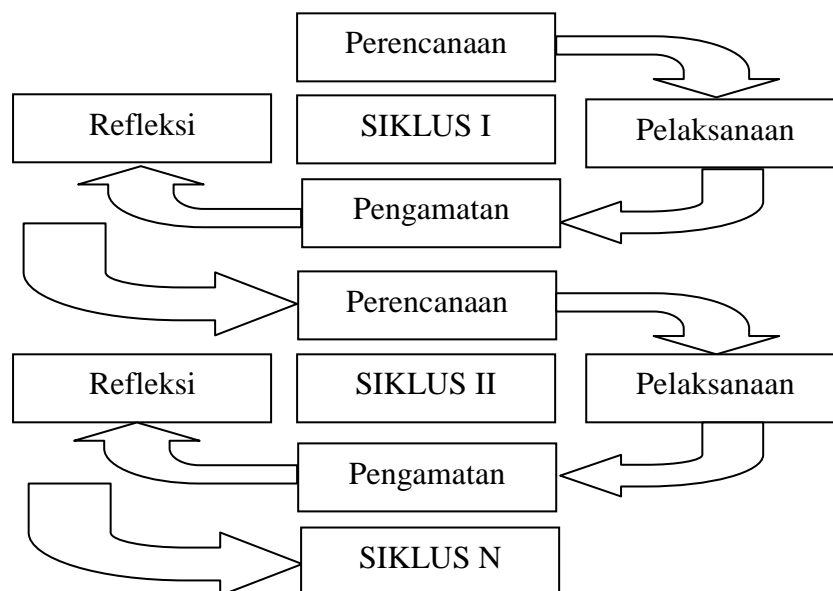 Perencanaan
Refleksi
SIKLUS I
Pelaksanaan
Pengamatan
Perencanaan
Refleksi
SIKLUS II
Pelaksanaan
Pengamatan
SIKLUS N